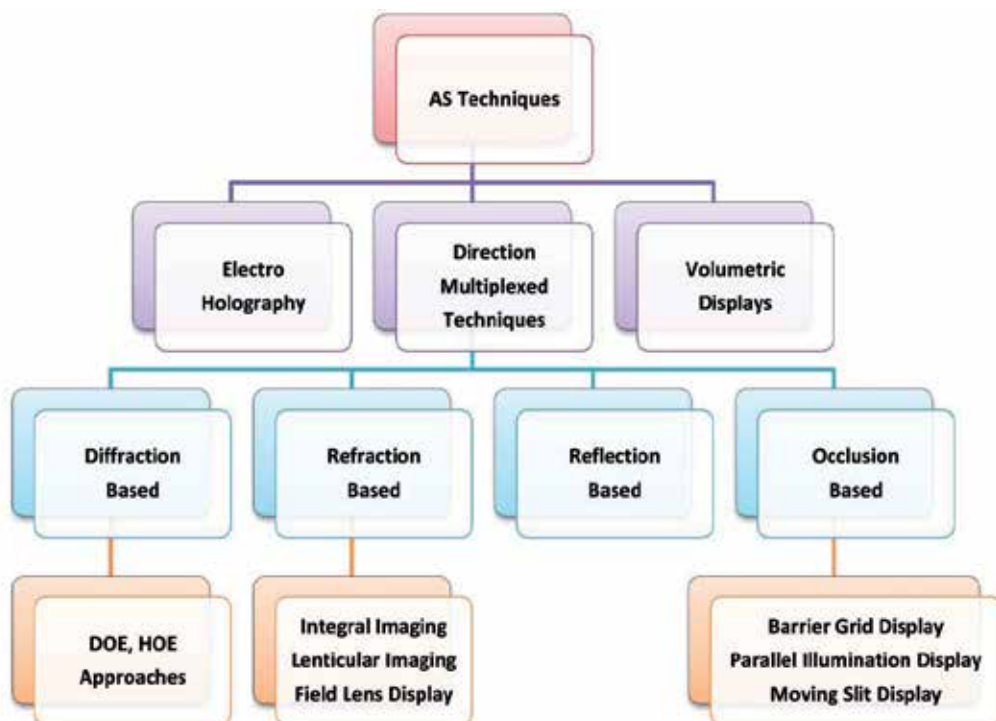 AS Techniques
Electro
Holography
Direction
Multiplexed
Techniques
Volumetric
Displays
Diffraction
Based
Refraction
Based
Reflection
Based
Occlusion
Based
DOE, HOE
Approaches
Integral Imaging
Lenticular Imaging
Field Lens Display
Barrier Grid Display
Parallel Illumination Display
Moving Slit Display